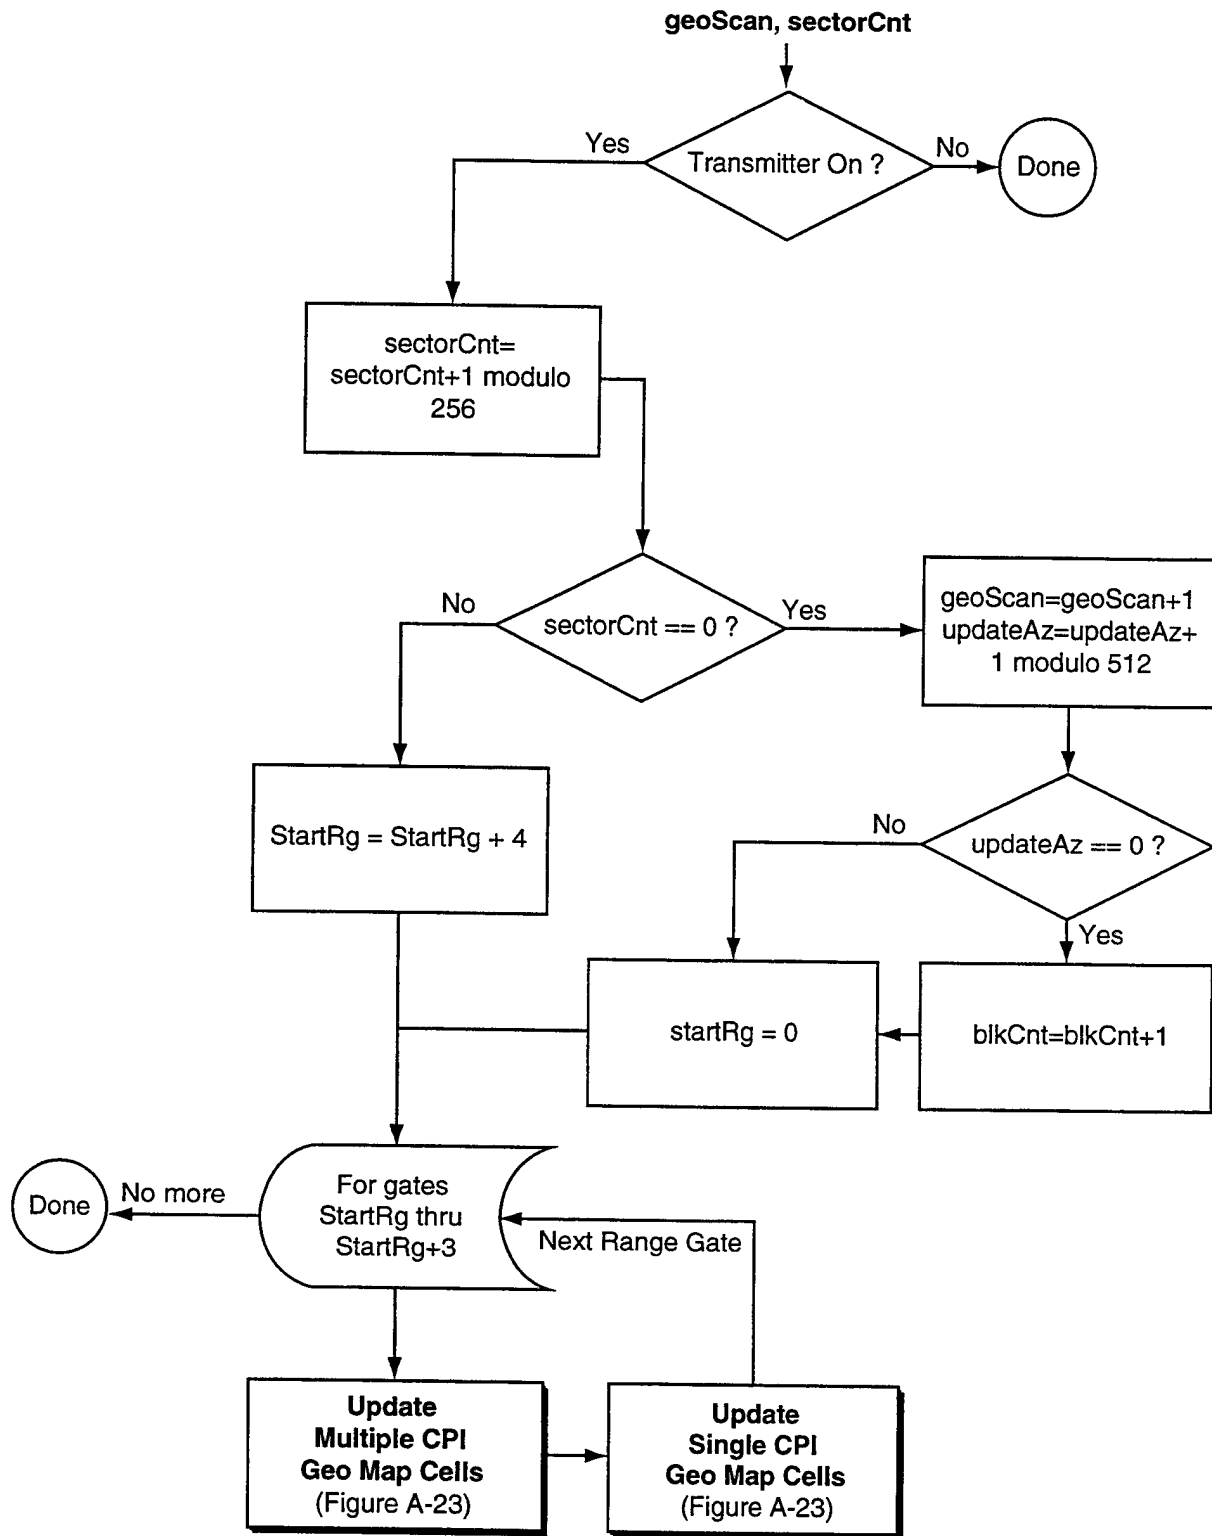 geoScan, sectorCnt
Yes
Transmitter On ?
No
Done
sectorCnt=
sectorCnt+1 modulo
256
No
sectorCnt == 0 ?
Yes
geoScan=geoScan+1
updateAz=updateAz+
1 modulo 512
StartRg = StartRg + 4
No
updateAz == 0 ?
Yes
startRg = 0
blkCnt=blkCnt+1
Done
No more
For gates
StartRg thru
StartRg+3
Next Range Gate
Update
Multiple CPI
Geo Map Cells
(Figure A-23)
Update
Single CPI
Geo Map Cells
(Figure A-23)